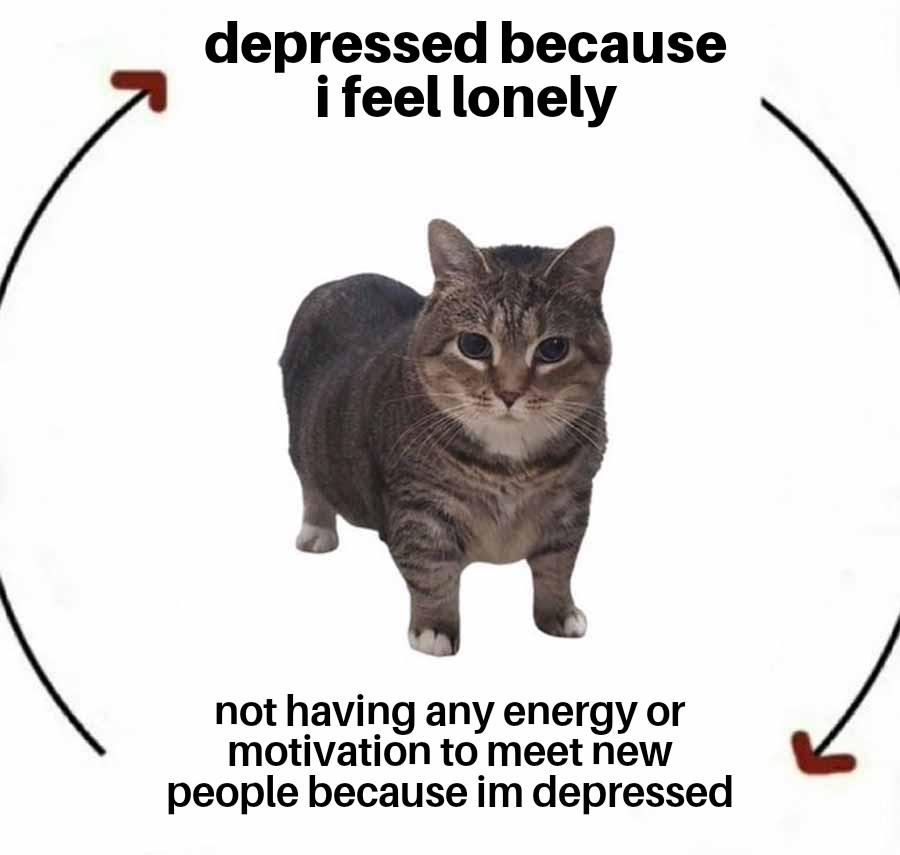 depressed because
i feel lonely
not having any energy or
motivation to meet new
people because im depressed